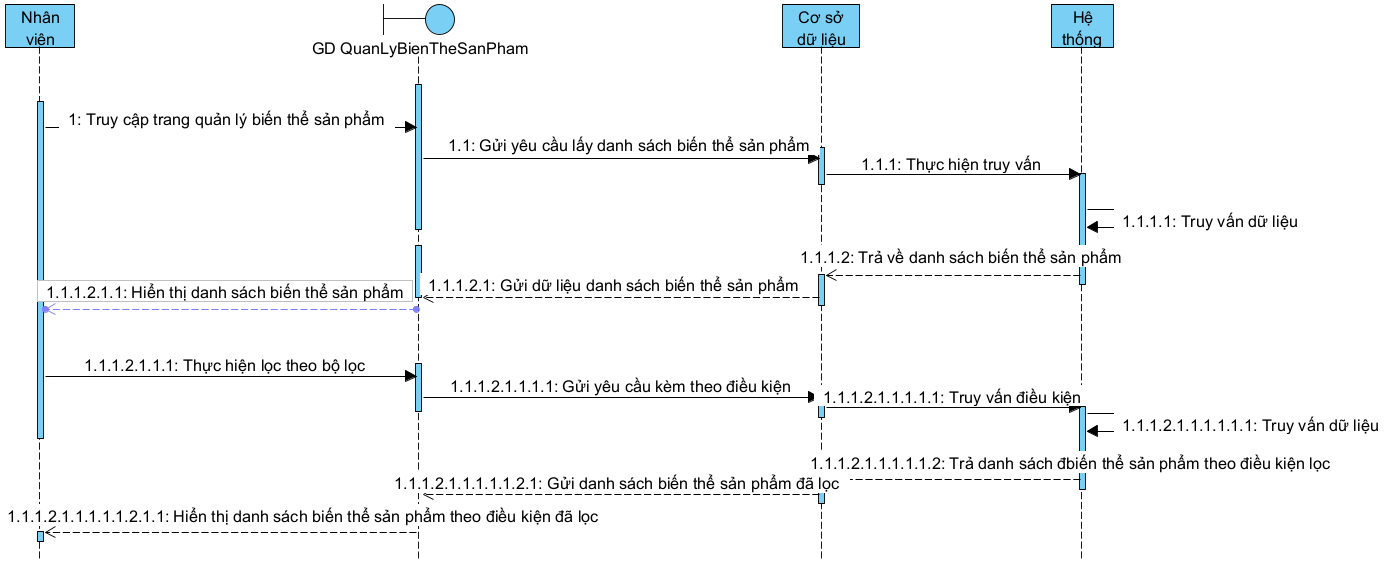 Nhân
viên
GD QuanLyBienTheSanPham
Cơ sở
dữ liệu
Hệ
thống
1: Truy cập trang quản lý biến thể sản phẩm
1.1: Gửi yêu cầu lấy danh sách biến thể sản phẩm
1.1.1: Thực hiện truy vấn
1.1.1.1: Truy vấn dữ liệu
1.1.1.2: Trả về danh sách biến thể sản phẩm
1.1.1.2.1: Gửi dữ liệu danh sách biến thể sản phẩm
1.1.1.2.1.1: Hiển thị danh sách biến thể sản phẩm
1.1.1.2.1.1.1: Thực hiện lọc theo bộ lọc
1.1.1.2.1.1.1.1: Gửi yêu cầu kèm theo điều kiện
1.1.1.2.1.1.1.1.1: Truy vấn điều kiện
1.1.1.2.1.1.1.1.1.1: Truy vấn dữ liệu
1.1.1.2.1.1.1.1.1.2: Trả danh sách đbiến thể sản phẩm theo điều kiện lọc
1.1.1.2.1.1.1.1.1.2.1: Gửi danh sách biến thể sản phẩm đã lọc
1.1.1.2.1.1.1.1.1.2.1.1: Hiển thị danh sách biến thể sản phẩm theo điều kiện đã lọc